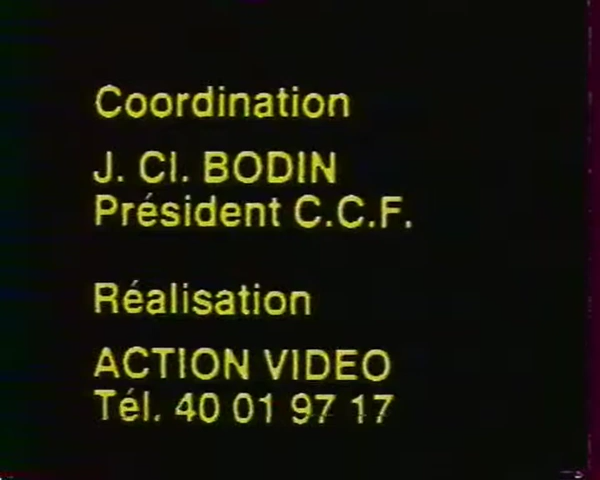 Coordination
J. Cl. BODIN
Président C.C.F.
Réalisation
ACTION VIDEO
Tél. 40 01 97 17